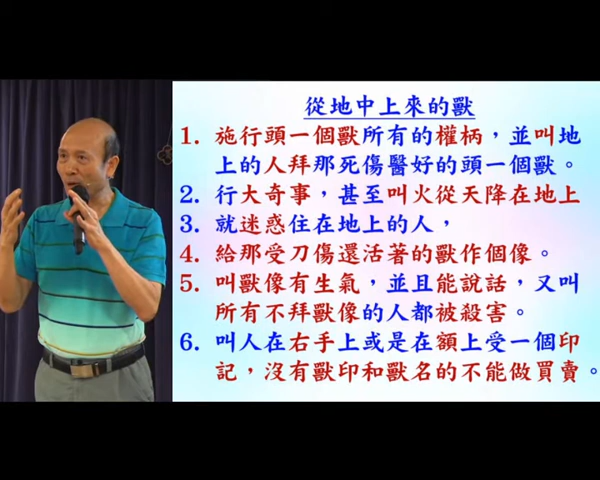 從地中上來的獸
1. 施行頭一個獸所有的權柄，並叫地
上的人拜那死傷醫好的頭一個獸。
2. 行大奇事，甚至叫火從天降在地上
3. 就迷惑住在地上的人，
4. 給那受刀傷還活著的獸作個像。
5. 叫獸像有生氣，並且能說話，又叫
所有不拜獸像的人都被殺害。
6. 叫人在右手上或是在額上受一個印
記，沒有獸印和獸名的不能做買賣。